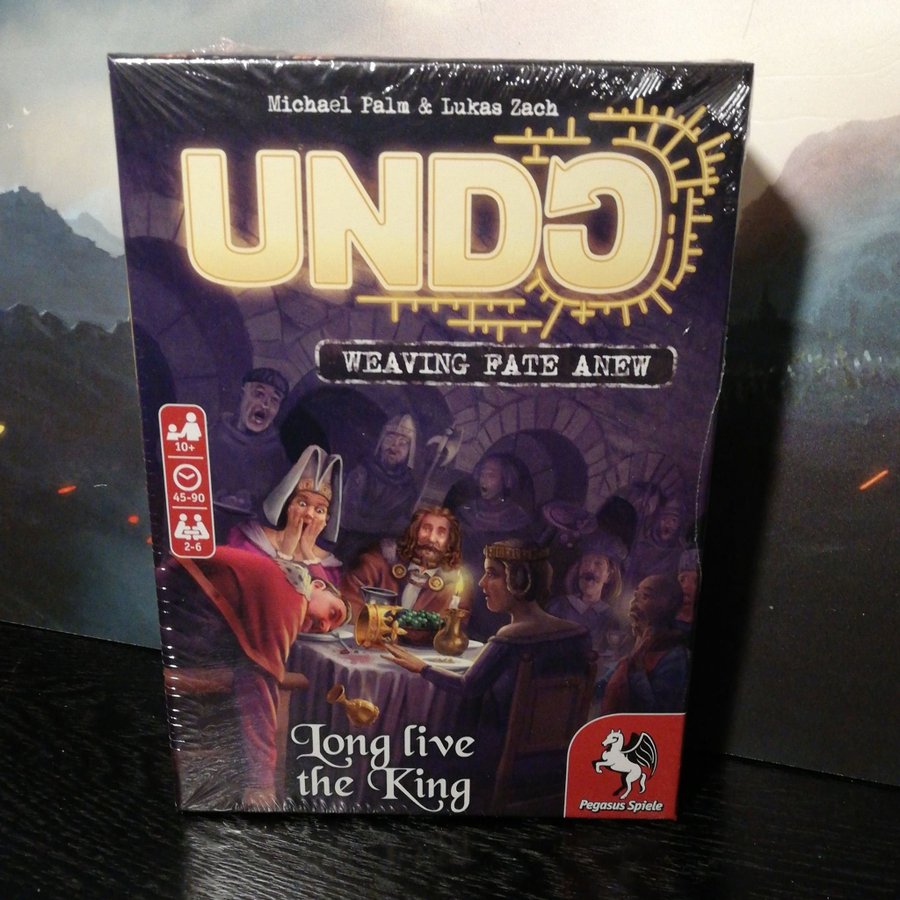 Michael Palm & Lukas Zach
UNDO
WEAVING FATE ANEW
10+
45-90
2-6
Long live
the King
Pegasus Spiele